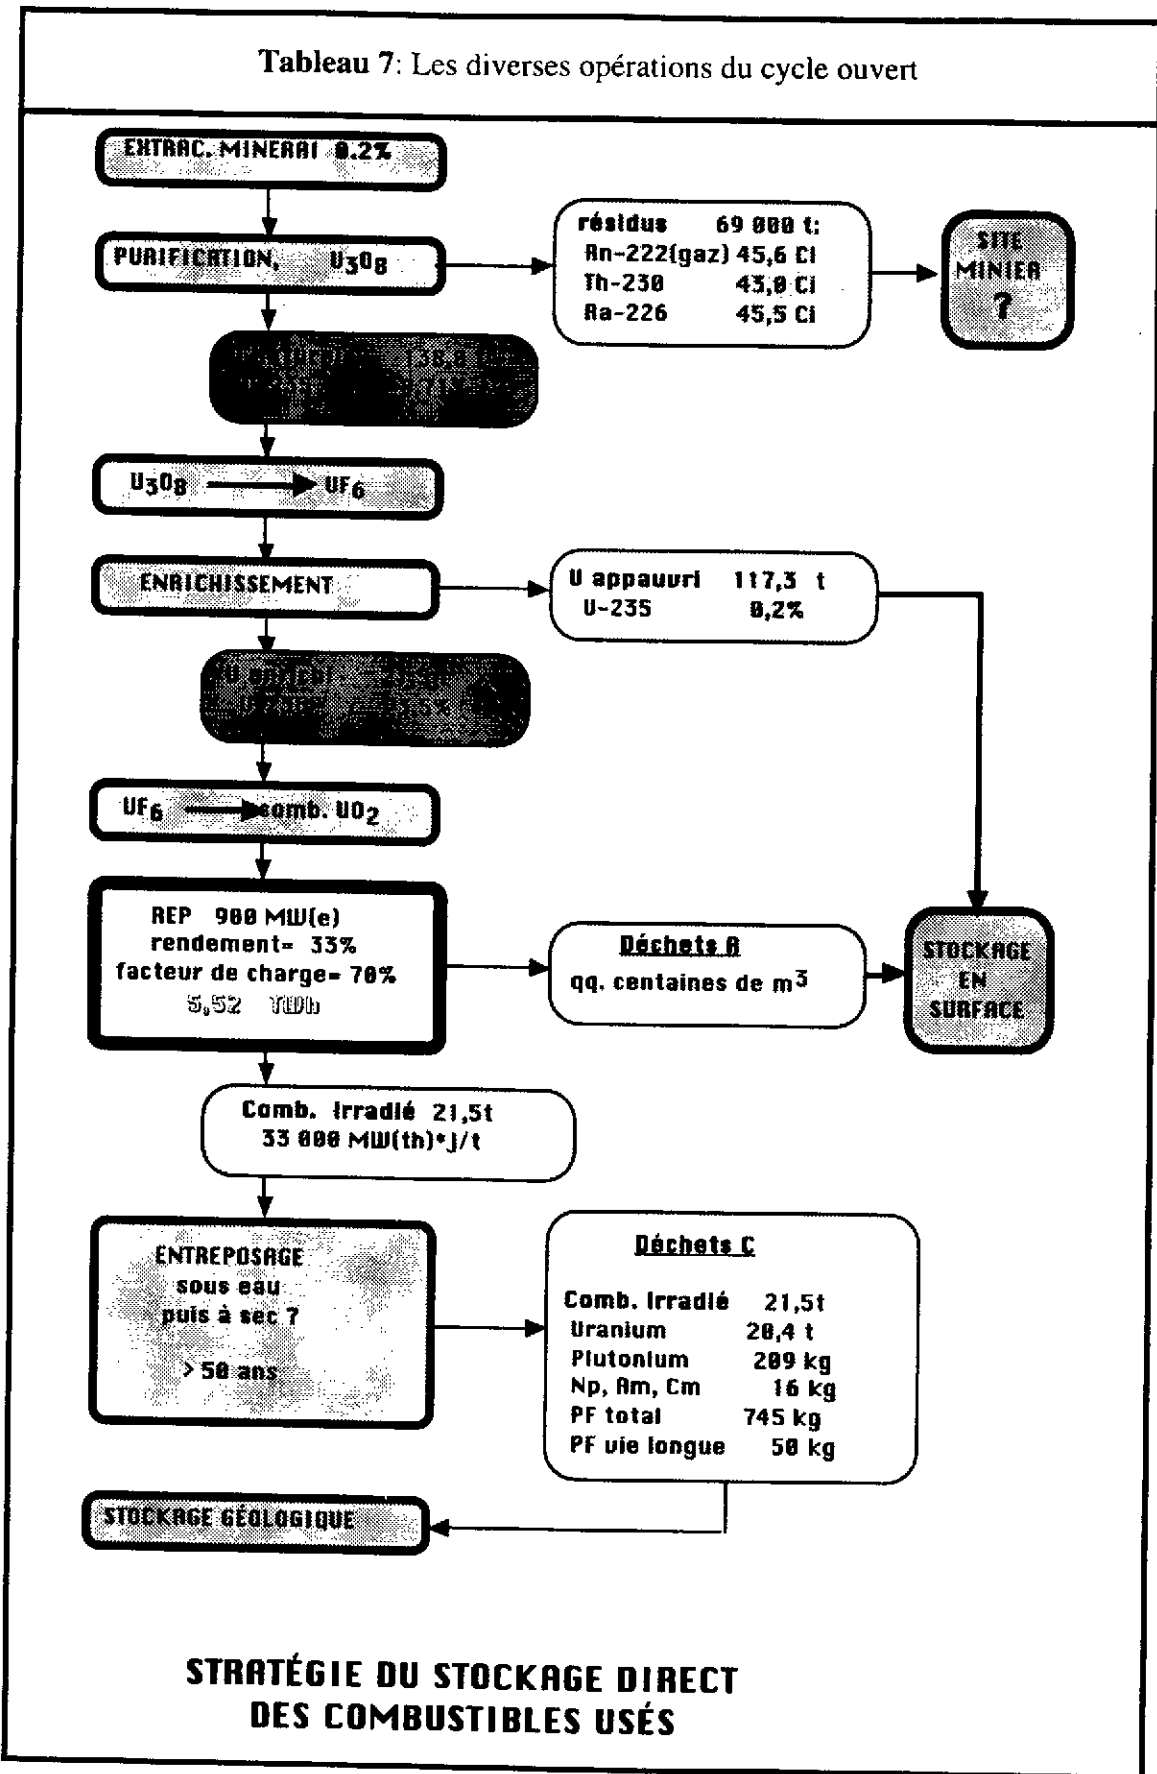 Tableau 7: Les diverses opérations du cycle ouvert
EXTRAC. MINERAI 0.2%
PURIFICATION, U3O8
résidus 69 000 t:
Rn-222(gaz) 45,6 Ci
Th-230 43,0 Ci
Ra-226 45,5 Ci
SITE
MINIER
?
U3O8 UF6
ENRICHISSEMENT
U appauvri 117,3 t
U-235 0,2%
U enrichi
UF6 comb. UO2
REP 900 MW(e)
rendement= 33%
facteur de charge= 70%
5,52 TWh
Déchets A
qq. centaines de m3
STOCKAGE
EN
SURFACE
Comb. Irradié 21,5t
33 000 MW(th)*j/t
ENTREPOSAGE
sous eau
puis à sec ?
> 50 ans
Déchets C
Comb. Irradié 21,5t
Uranium 20,4 t
Plutonium 209 kg
Np, Am, Cm 16 kg
PF total 745 kg
PF vie longue 50 kg
STOCKAGE GÉOLOGIQUE
STRATÉGIE DU STOCKAGE DIRECT
DES COMBUSTIBLES USÉS